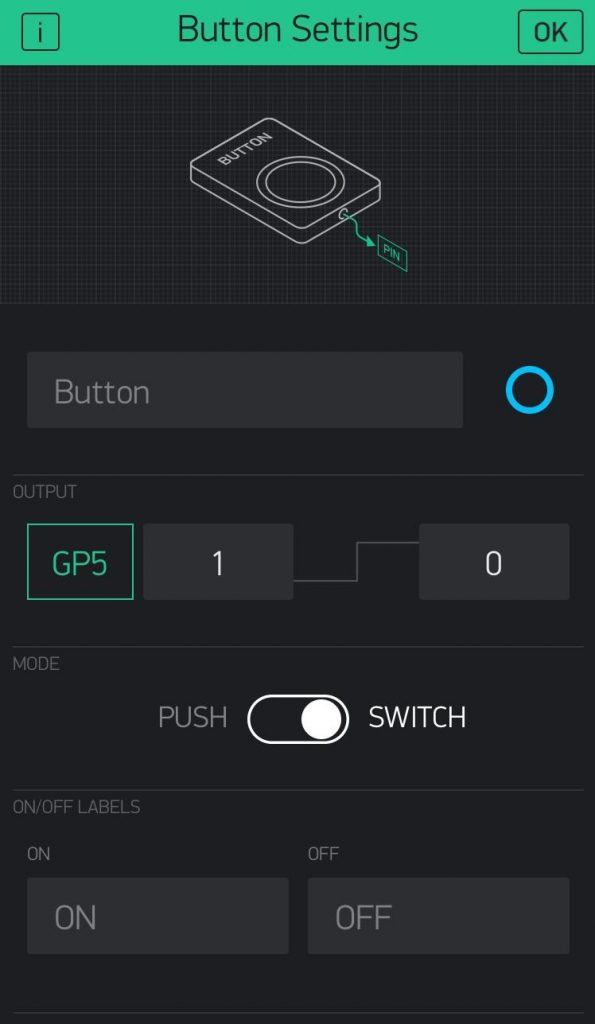 i
Button Settings
OK
BUTTON
PIN
Button
OUTPUT
GP5
1
0
MODE
PUSH
SWITCH
ON/OFF LABELS
ON
OFF
ON
OFF